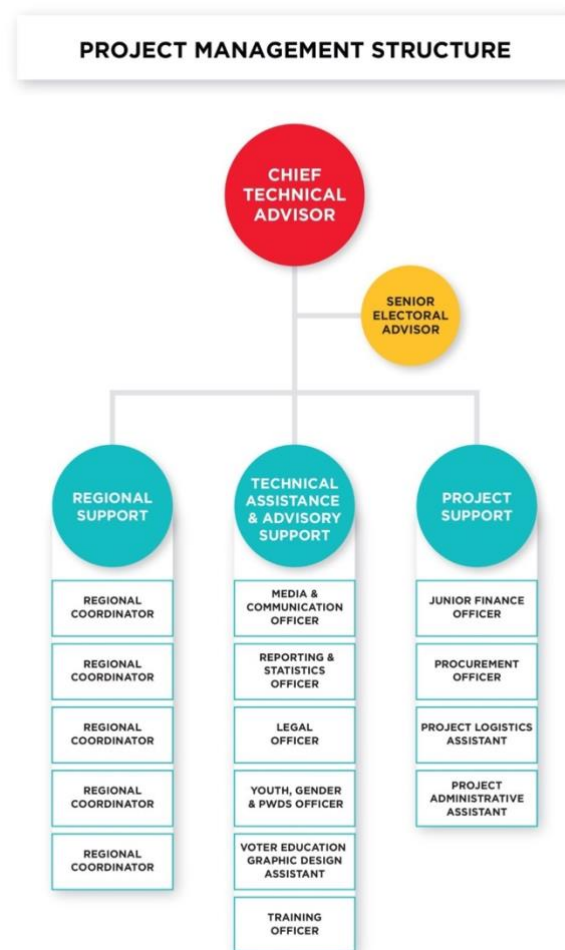 PROJECT MANAGEMENT STRUCTURE
CHIEF
TECHNICAL
ADVISOR
SENIOR
ELECTORAL
ADVISOR
REGIONAL
SUPPORT
REGIONAL
COORDINATOR
REGIONAL
COORDINATOR
REGIONAL
COORDINATOR
REGIONAL
COORDINATOR
REGIONAL
COORDINATOR
TECHNICAL
ASSISTANCE
& ADVISORY
SUPPORT
MEDIA &
COMMUNICATION
OFFICER
REPORTING &
STATISTICS
OFFICER
LEGAL
OFFICER
YOUTH, GENDER
& PWDS OFFICER
VOTER EDUCATION
GRAPHIC DESIGN
ASSISTANT
TRAINING
OFFICER
PROJECT
SUPPORT
JUNIOR FINANCE
OFFICER
PROCUREMENT
OFFICER
PROJECT LOGISTICS
ASSISTANT
PROJECT
ADMINISTRATIVE
ASSISTANT